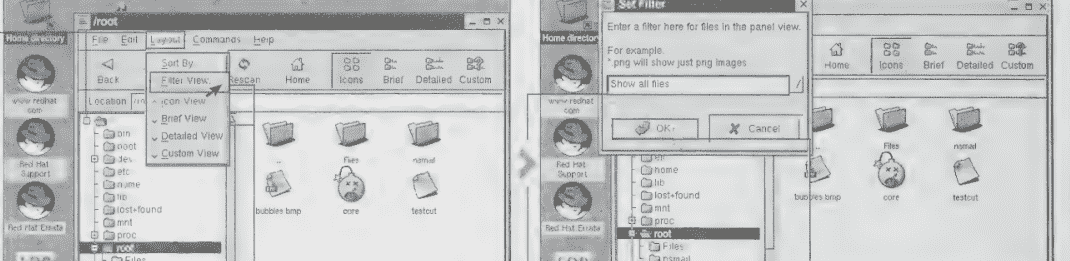 /root
Home directory
File Edit Layout Commands Help
Sort By
Filter View.
Icon View
Brief View
Detailed View
Custom View
Back
Rescan
Home
Icons
Brief
Detailed
Custom
Location
www.redhat
com
Red Hat
Support
Red Hat Errata
bin
boot
dev
etc
home
lib
lost+found
mnt
proc
root
Files
..
Files
nsmail
bubbles bmp
core
testcut
Set Filter
Enter a filter here for files in the panel view.
For example.
*.png will show just png images
Show all files
OK
Cancel
Home directory
Home
Icons
Brief
Detailed
Custom
www.redhat
com
Red Hat
Support
Red Hat Errata
home
lib
lost+found
mnt
proc
root
Files
nsmail
..
Files
nsmail
bubbles bmp
core
testcut